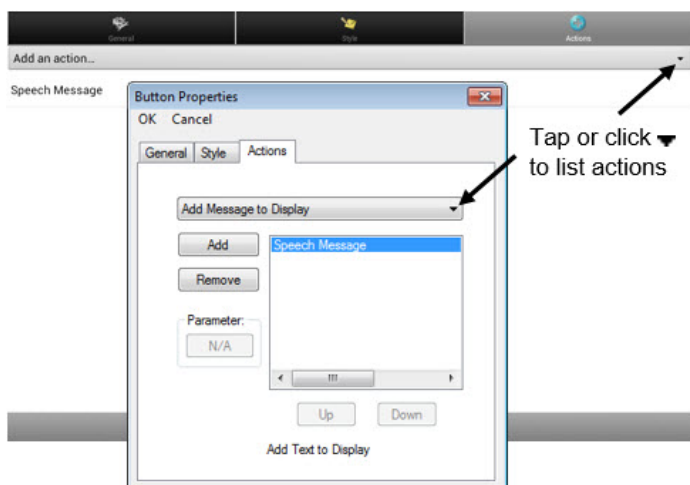 General
Style
Actions
Add an action...
Speech Message
Button Properties
OK Cancel
General Style Actions
Add Message to Display
Add
Remove
Parameter:
N/A
Speech Message
Up Down
Add Text to Display
Tap or click
to list actions